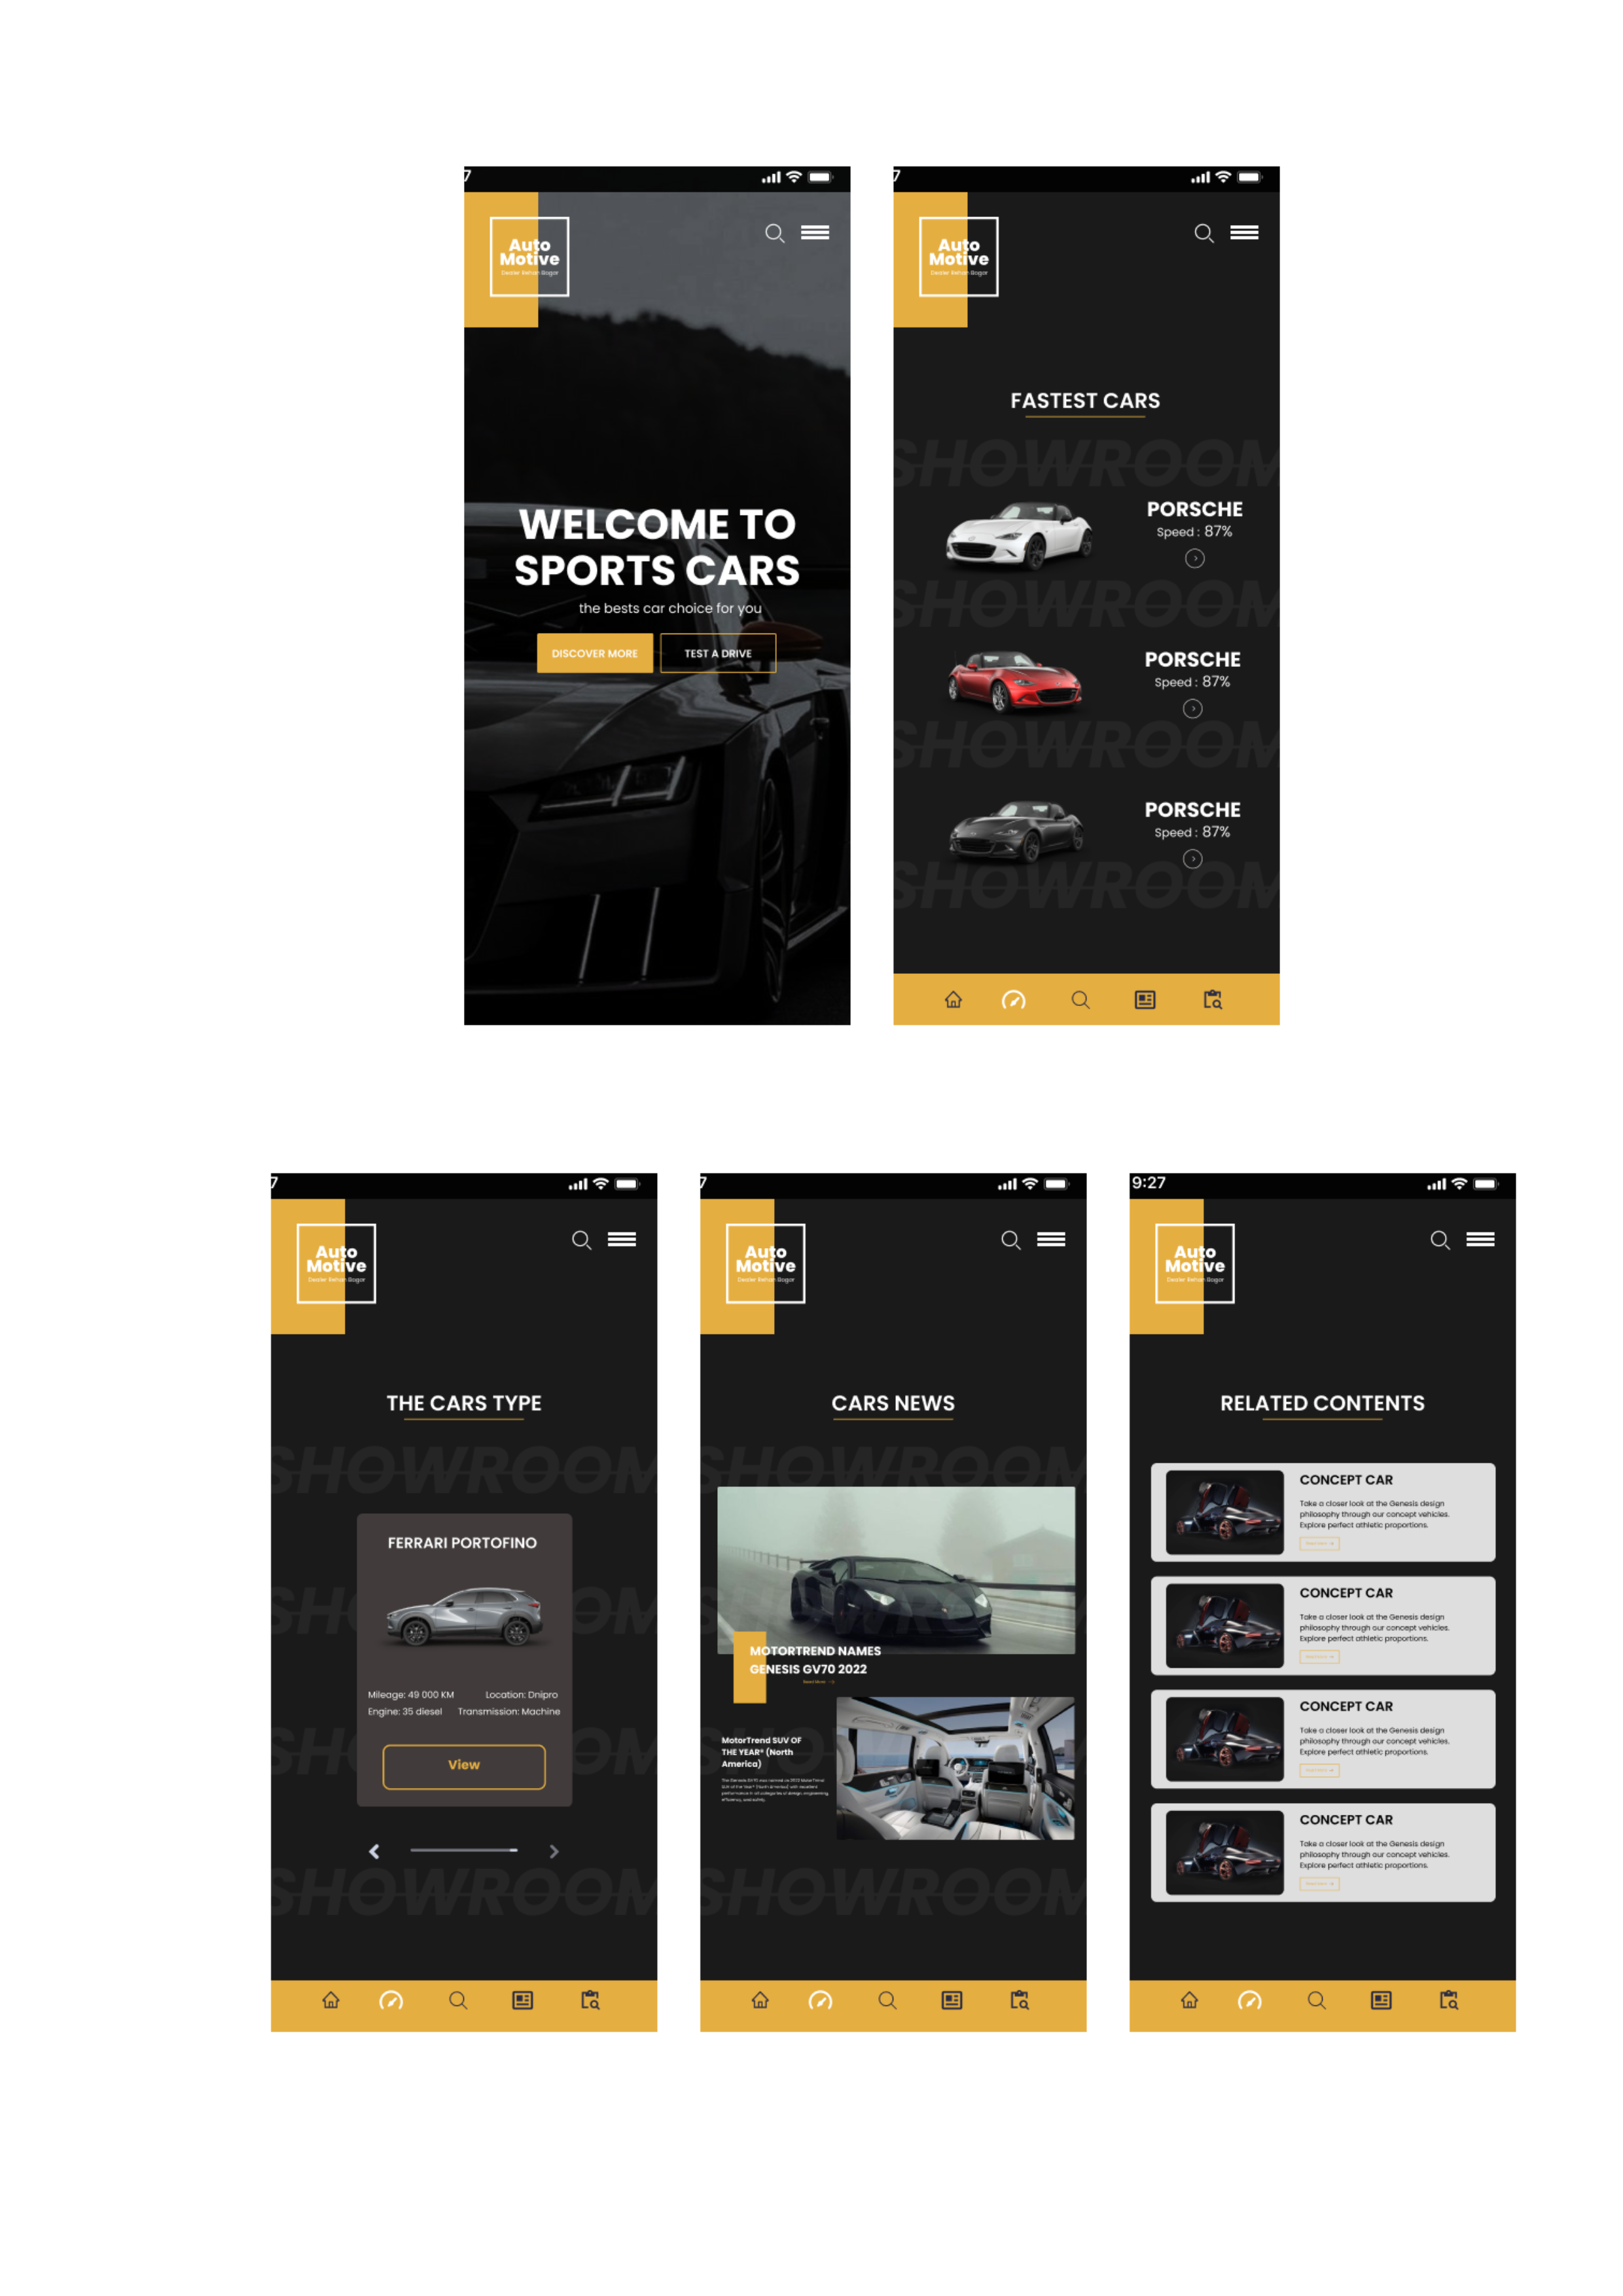 7
Auto
Motive
Dealer Rehan Bogor
WELCOME TO
SPORTS CARS
the bests car choice for you
DISCOVER MORE
TEST A DRIVE
7
Auto
Motive
Dealer Rehan Bogor
FASTEST CARS
SHOWROOM
PORSCHE
Speed : 87%
SHOWROOM
PORSCHE
Speed : 87%
SHOWROOM
PORSCHE
Speed : 87%
SHOWROOM
7
Auto
Motive
Dealer Rehan Bogor
THE CARS TYPE
SHOWROOM
FERRARI PORTOFINO
Mileage: 49 000 KM Location: Dnipro
Engine: 35 diesel Transmission: Machine
View
SHOWROOM
7
Auto
Motive
Dealer Rehan Bogor
CARS NEWS
SHOWROOM
MOTORTREND NAMES
GENESIS GV70 2022
Read More
MotorTrend SUV OF
THE YEAR® (North
America)
SHOWROOM
9:27
Auto
Motive
Dealer Rehan Bogor
RELATED CONTENTS
CONCEPT CAR
Take a closer look at the Genesis design
philosophy through our concept vehicles.
Explore perfect athletic proportions.
CONCEPT CAR
Take a closer look at the Genesis design
philosophy through our concept vehicles.
Explore perfect athletic proportions.
CONCEPT CAR
Take a closer look at the Genesis design
philosophy through our concept vehicles.
Explore perfect athletic proportions.
CONCEPT CAR
Take a closer look at the Genesis design
philosophy through our concept vehicles.
Explore perfect athletic proportions.